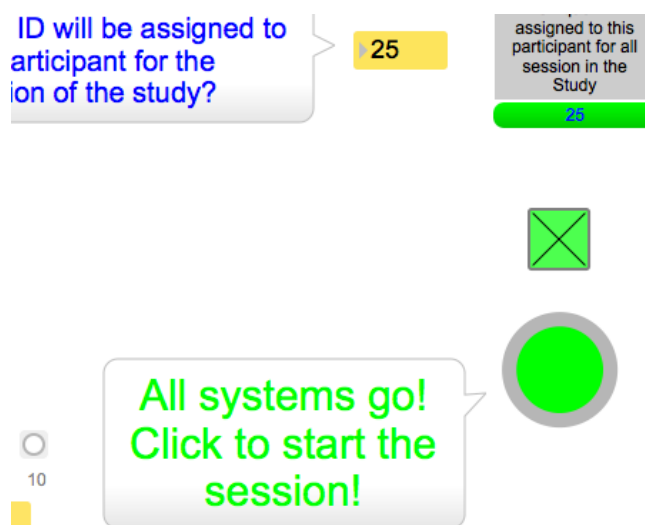 ID will be assigned to
articipant for the
ion of the study?
25
assigned to this
participant for all
session in the
Study
25
All systems go!
Click to start the
session!
10